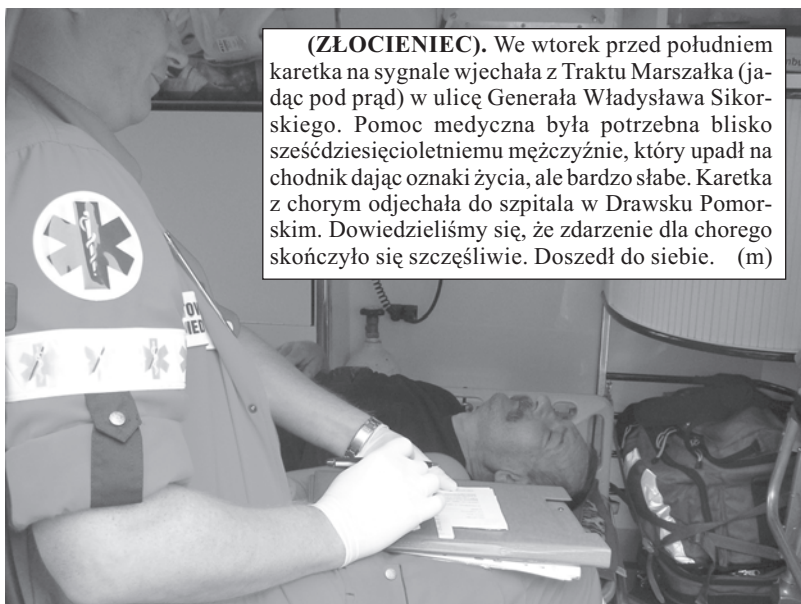 (ZŁOCIENIEC). We wtorek przed południem
karetka na sygnale wjechała z Traktu Marszałka (ja-
dąc pod prąd) w ulicę Generała Władysława Sikor-
skiego. Pomoc medyczna była potrzebna blisko
sześćdziesięcioletniemu mężczyźnie, który upadł na
chodnik dając oznaki życia, ale bardzo słabe. Karetka
z chorym odjechała do szpitala w Drawsku Pomor-
skim. Dowiedzieliśmy się, że zdarzenie dla chorego
skończyło się szczęśliwie. Doszedł do siebie. (m)